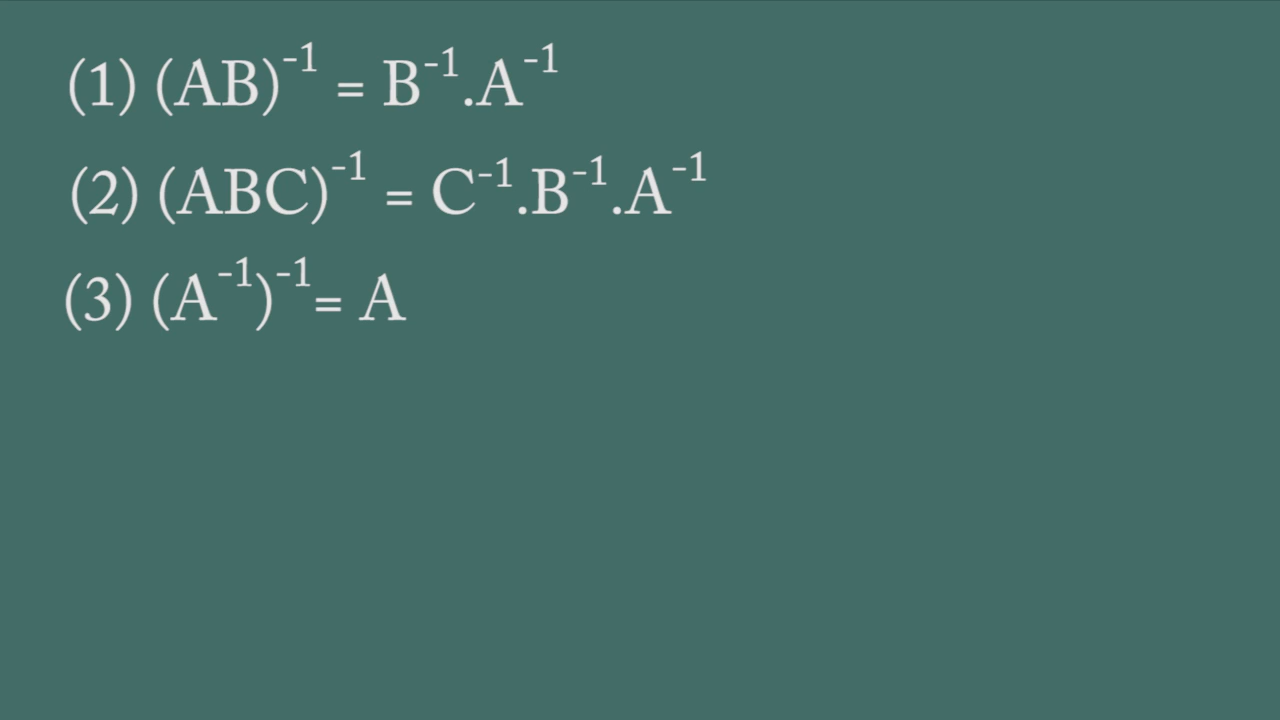 (1) (AB)⁻¹ = B⁻¹.A⁻¹
(2) (ABC)⁻¹ = C⁻¹.B⁻¹.A⁻¹
(3) (A⁻¹)⁻¹= A